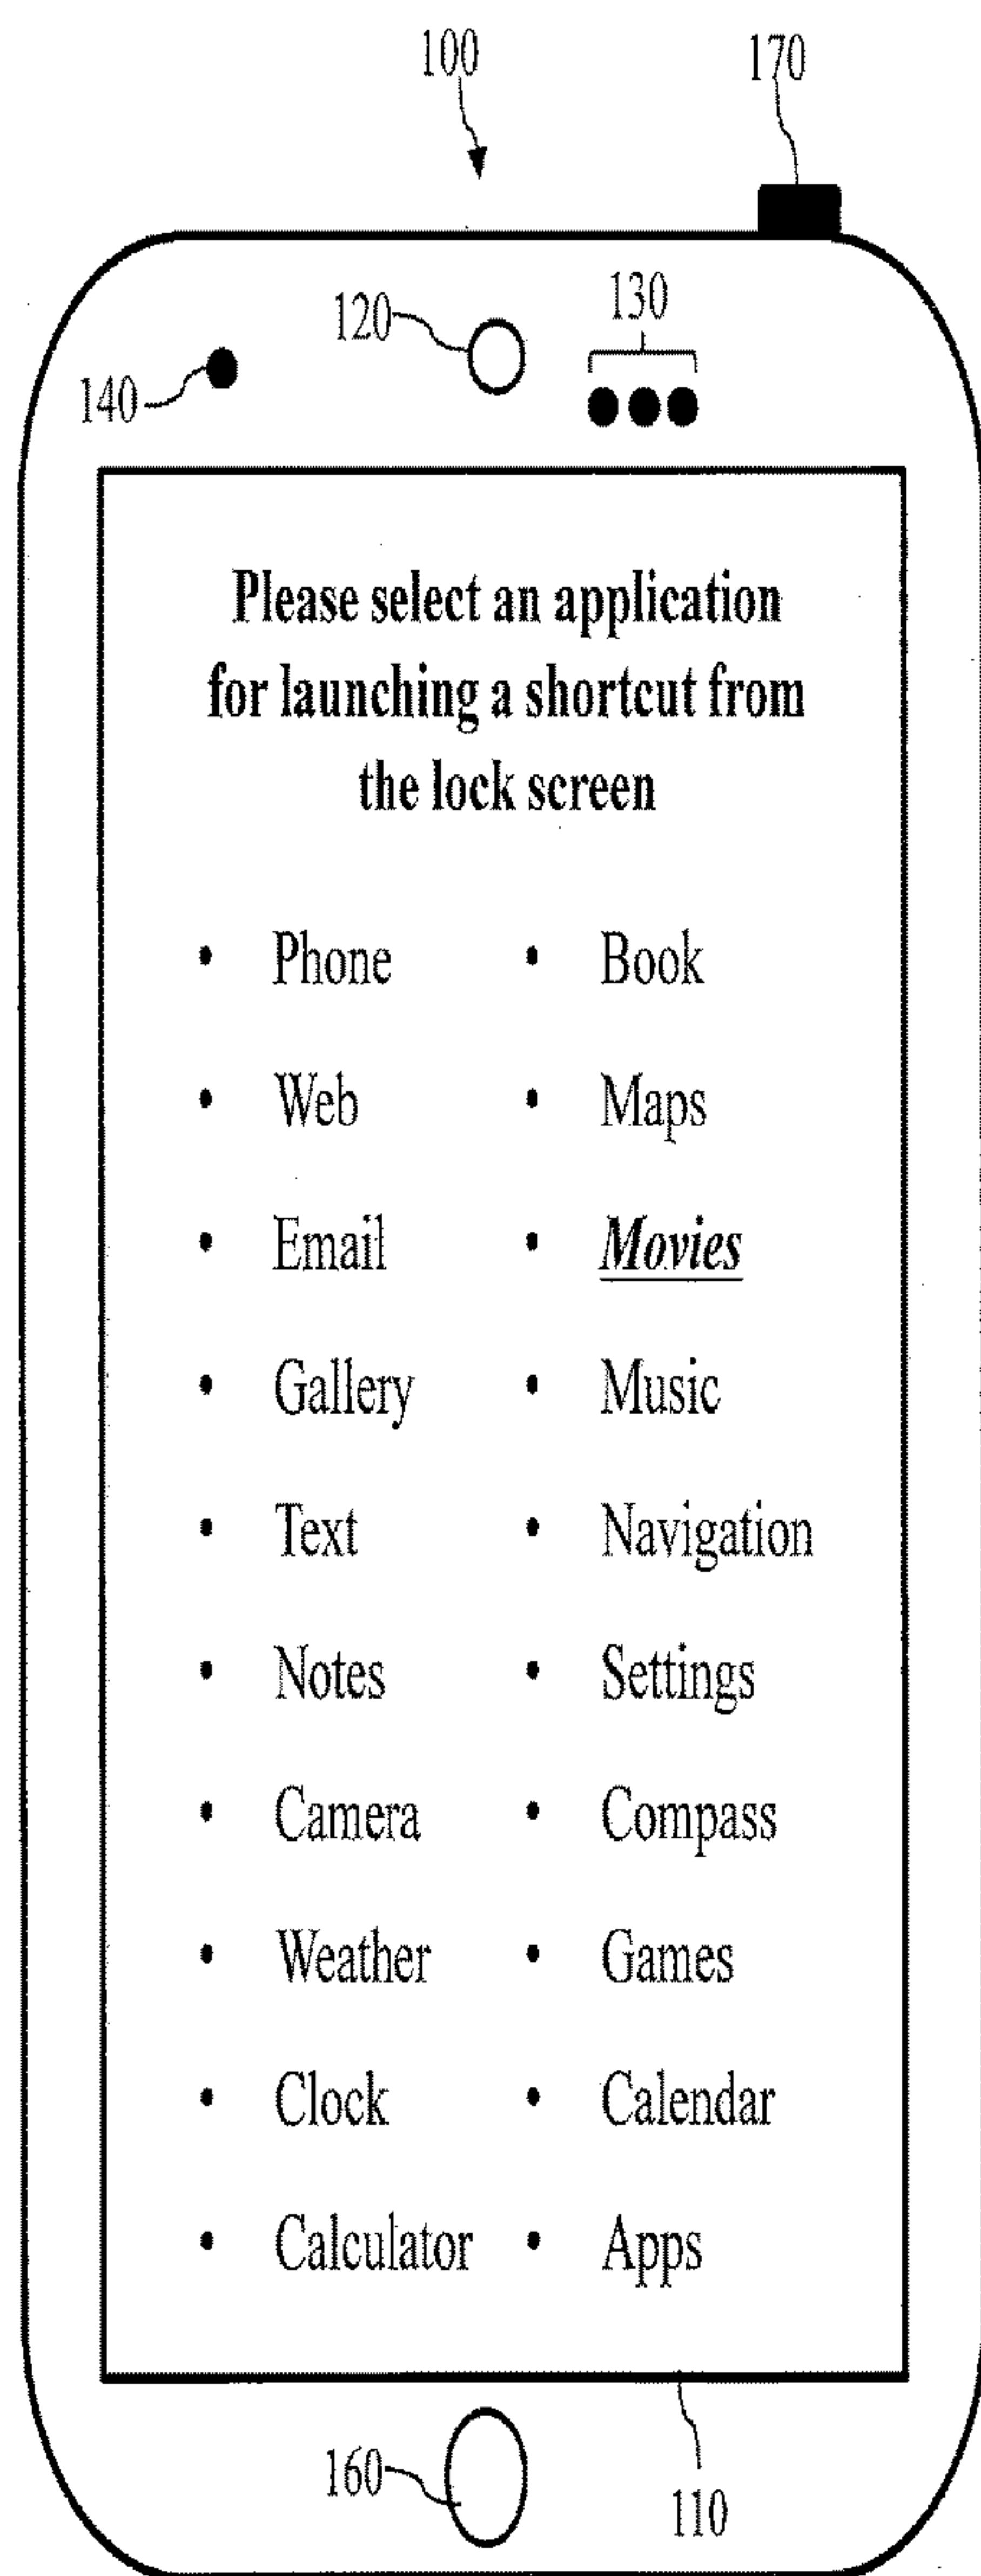 100
170
120
130
140
Please select an application
for launching a shortcut from
the lock screen
• Phone
• Web
• Email
• Gallery
• Text
• Notes
• Camera
• Weather
• Clock
• Calculator
• Book
• Maps
• Movies
• Music
• Navigation
• Settings
• Compass
• Games
• Calendar
• Apps
160
110